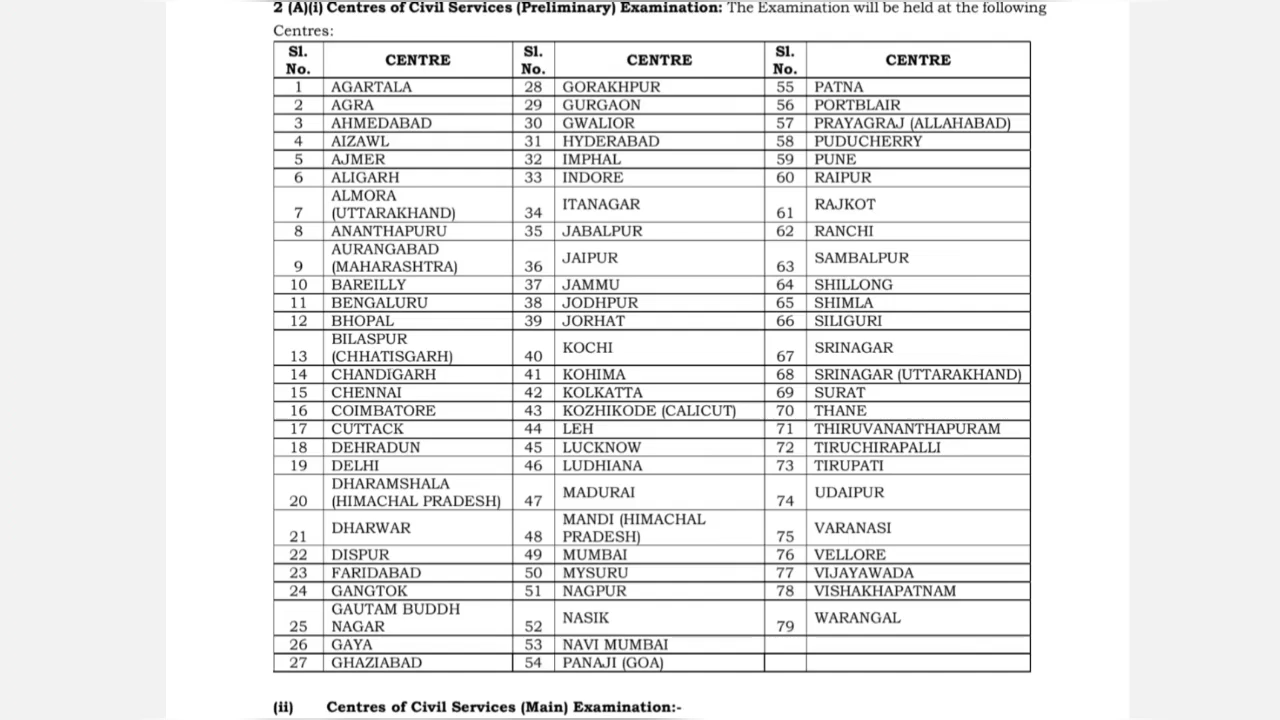 2 (A)(i) Centres of Civil Services (Preliminary) Examination: The Examination will be held at the following
Centres:
Sl. No. CENTRE Sl. No. CENTRE Sl. No. CENTRE
1 AGARTALA 28 GORAKHPUR 55 PATNA
2 AGRA 29 GURGAON 56 PORTBLAIR
3 AHMEDABAD 30 GWALIOR 57 PRAYAGRAJ (ALLAHABAD)
4 AIZAWL 31 HYDERABAD 58 PUDUCHERRY
5 AJMER 32 IMPHAL 59 PUNE
6 ALIGARH 33 INDORE 60 RAIPUR
7 ALMORA (UTTARAKHAND) 34 ITANAGAR 61 RAJKOT
8 ANANTHAPURU 35 JABALPUR 62 RANCHI
9 AURANGABAD (MAHARASHTRA) 36 JAIPUR 63 SAMBALPUR
10 BAREILLY 37 JAMMU 64 SHILLONG
11 BENGALURU 38 JODHPUR 65 SHIMLA
12 BHOPAL 39 JORHAT 66 SILIGURI
13 BILASPUR (CHHATISGARH) 40 KOCHI 67 SRINAGAR
14 CHANDIGARH 41 KOHIMA 68 SRINAGAR (UTTARAKHAND)
15 CHENNAI 42 KOLKATTA 69 SURAT
16 COIMBATORE 43 KOZHIKODE (CALICUT) 70 THANE
17 CUTTACK 44 LEH 71 THIRUVANANTHAPURAM
18 DEHRADUN 45 LUCKNOW 72 TIRUCHIRAPALLI
19 DELHI 46 LUDHIANA 73 TIRUPATI
20 DHARAMSHALA (HIMACHAL PRADESH) 47 MADURAI 74 UDAIPUR
21 DHARWAR 48 MANDI (HIMACHAL PRADESH) 75 VARANASI
22 DISPUR 49 MUMBAI 76 VELLORE
23 FARIDABAD 50 MYSURU 77 VIJAYAWADA
24 GANGTOK 51 NAGPUR 78 VISHAKHAPATNAM
25 GAUTAM BUDDH NAGAR 52 NASIK 79 WARANGAL
26 GAYA 53 NAVI MUMBAI
27 GHAZIABAD 54 PANAJI (GOA)
(ii) Centres of Civil Services (Main) Examination:-